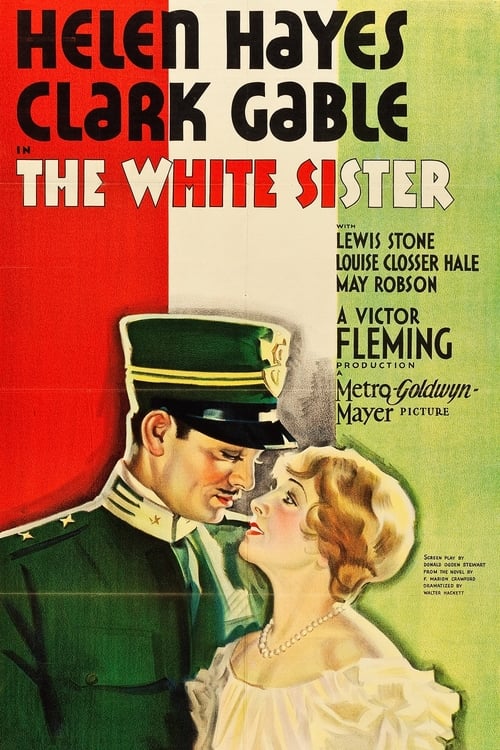 HELEN HAYES
CLARK GABLE
IN
THE WHITE SISTER
WITH
LEWIS STONE
LOUISE CLOSSER HALE
MAY ROBSON
A VICTOR
FLEMING
PRODUCTION
A
Metro-Goldwyn-
Mayer PICTURE
SCREEN PLAY BY
DONALD OGDEN STEWART
FROM THE NOVEL BY
F. MARION CRAWFORD
DRAMATIZED BY
WALTER HACKETT